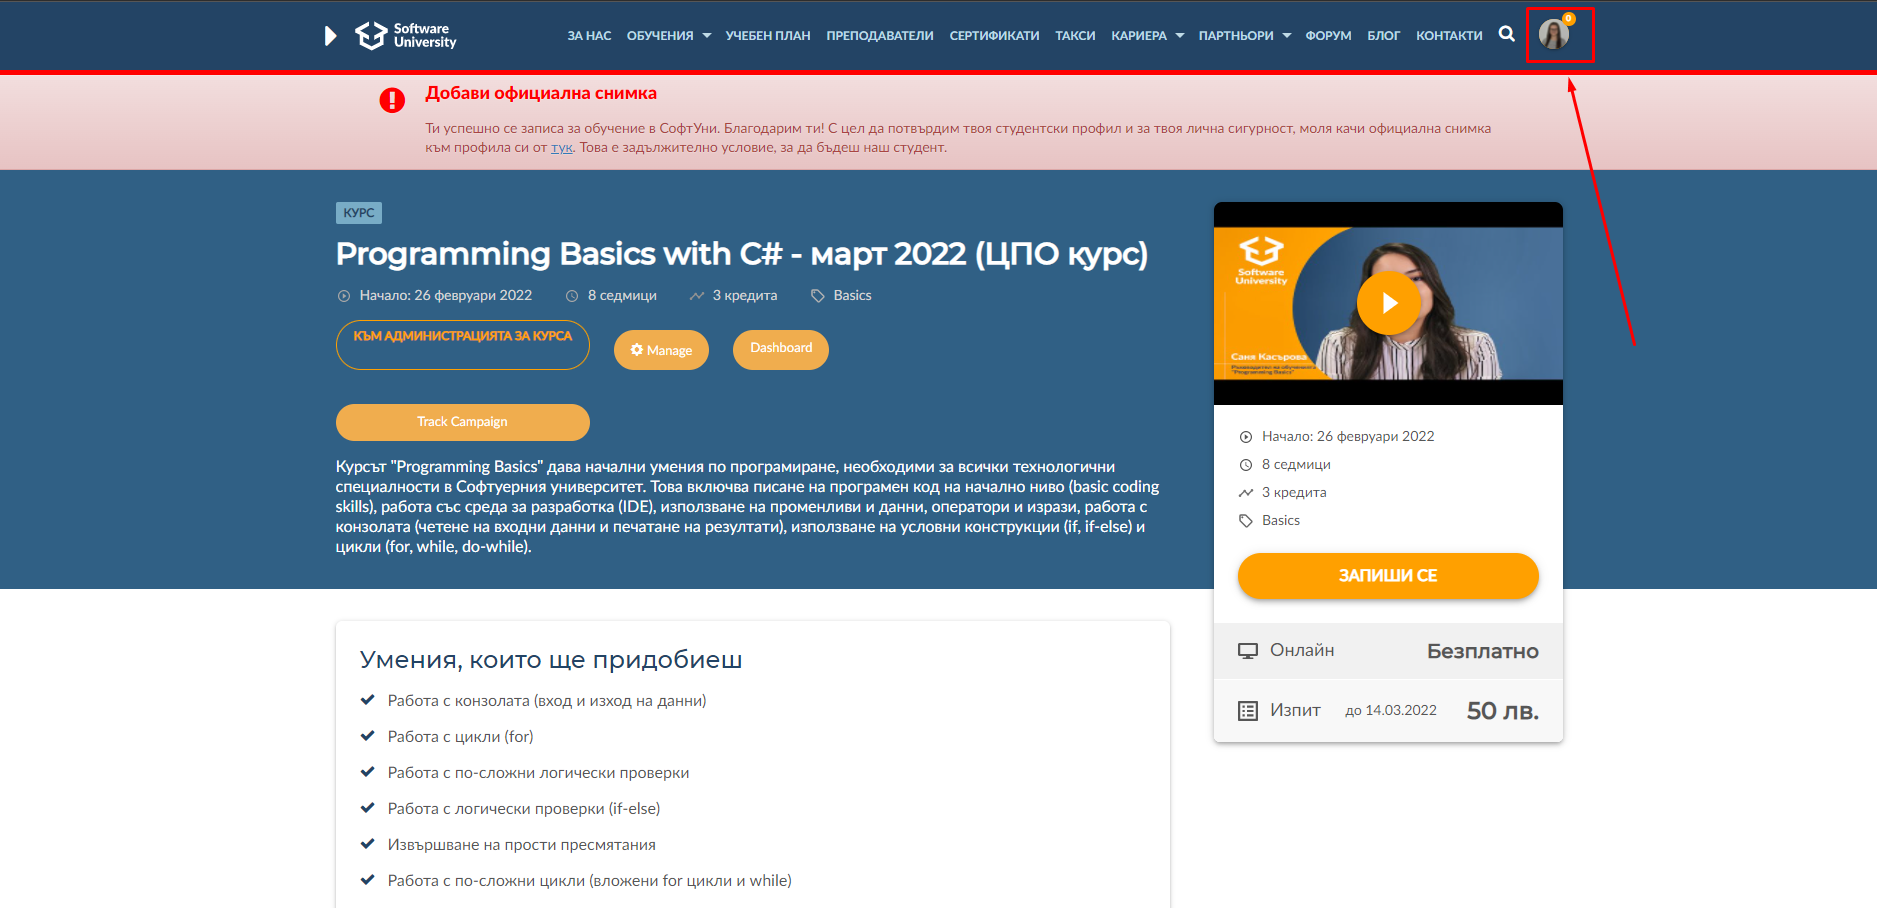 Software
University
ЗА НАС ОБУЧЕНИЯ УЧЕБЕН ПЛАН ПРЕПОДАВАТЕЛИ СЕРТИФИКАТИ ТАКСИ КАРИЕРА ПАРТНЬОРИ ФОРУМ БЛОГ КОНТАКТИ
0
Добави официална снимка
Ти успешно се записа за обучение в СофтУни. Благодарим ти! С цел да потвърдим твоя студентски профил и за твоя лична сигурност, моля качи официална снимка
към профила си от тук. Това е задължително условие, за да бъдеш наш студент.
КУРС
Programming Basics with C# - март 2022 (ЦПО курс)
Начало: 26 февруари 2022 8 седмици 3 кредита Basics
КЪМ АДМИНИСТРАЦИЯТА ЗА КУРСА
Manage
Dashboard
Track Campaign
Курсът "Programming Basics" дава начални умения по програмиране, необходими за всички технологични
специалности в Софтуерния университет. Това включва писане на програмен код на начално ниво (basic coding
skills), работа със среда за разработка (IDE), използване на променливи и данни, оператори и изрази, работа с
конзолата (четене на входни данни и печатане на резултати), използване на условни конструкции (if, if-else) и
цикли (for, while, do-while).
Software
University
Саня Касърова
Ръководител на обученията
"Programming Basics"
Начало: 26 февруари 2022
8 седмици
3 кредита
Basics
ЗАПИШИ СЕ
Онлайн Безплатно
Изпит до 14.03.2022 50 лв.
Умения, които ще придобиеш
Работа с конзолата (вход и изход на данни)
Работа с цикли (for)
Работа с по-сложни логически проверки
Работа с логически проверки (if-else)
Извършване на прости пресмятания
Работа с по-сложни цикли (вложени for цикли и while)